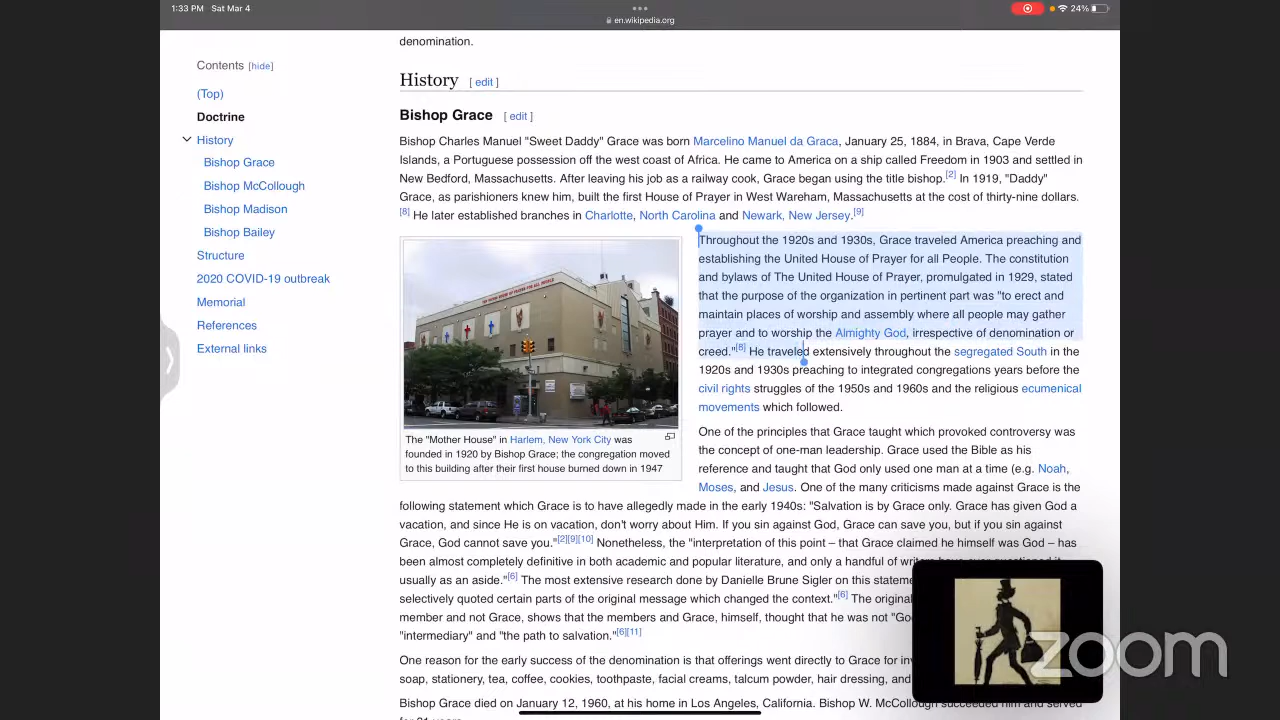 1:33 PM Sat Mar 4
en.wikipedia.org
24%
Contents [hide]
(Top)
Doctrine
History
Bishop Grace
Bishop McCollough
Bishop Madison
Bishop Bailey
Structure
2020 COVID-19 outbreak
Memorial
References
External links
denomination.
History [ edit ]
Bishop Grace [ edit ]
Bishop Charles Manuel "Sweet Daddy" Grace was born Marcelino Manuel da Graca, January 25, 1884, in Brava, Cape Verde
Islands, a Portuguese possession off the west coast of Africa. He came to America on a ship called Freedom in 1903 and settled in
New Bedford, Massachusetts. After leaving his job as a railway cook, Grace began using the title bishop.[2] In 1919, "Daddy"
Grace, as parishioners knew him, built the first House of Prayer in West Wareham, Massachusetts at the cost of thirty-nine dollars.
[8] He later established branches in Charlotte, North Carolina and Newark, New Jersey.[9]
The "Mother House" in Harlem, New York City was
founded in 1920 by Bishop Grace; the congregation moved
to this building after their first house burned down in 1947
Throughout the 1920s and 1930s, Grace traveled America preaching and
establishing the United House of Prayer for all People. The constitution
and bylaws of The United House of Prayer, promulgated in 1929, stated
that the purpose of the organization in pertinent part was "to erect and
maintain places of worship and assembly where all people may gather
prayer and to worship the Almighty God, irrespective of denomination or
creed."[8] He traveled extensively throughout the segregated South in the
1920s and 1930s preaching to integrated congregations years before the
civil rights struggles of the 1950s and 1960s and the religious ecumenical
movements which followed.
One of the principles that Grace taught which provoked controversy was
the concept of one-man leadership. Grace used the Bible as his
reference and taught that God only used one man at a time (e.g. Noah,
Moses, and Jesus. One of the many criticisms made against Grace is the
following statement which Grace is to have allegedly made in the early 1940s: "Salvation is by Grace only. Grace has given God a
vacation, and since He is on vacation, don't worry about Him. If you sin against God, Grace can save you, but if you sin against
Grace, God cannot save you."[2][9][10] Nonetheless, the "interpretation of this point – that Grace claimed he himself was God – has
been almost completely definitive in both academic and popular literature, and only a handful of writers have ever questioned it,
usually as an aside."[6] The most extensive research done by Danielle Brune Sigler on this
selectively quoted certain parts of the original message which changed the context."[6] The
member and not Grace, shows that the members and Grace, himself, thought that he was not
"intermediary" and "the path to salvation."[6][11]
One reason for the early success of the denomination is that offerings went directly to Grace for
soap, stationery, tea, coffee, cookies, toothpaste, facial creams, talcum powder, hair dressing, and
Bishop Grace died on January 12, 1960, at his home in Los Angeles, California. Bishop W. McCollough succeeded him and served
zoom